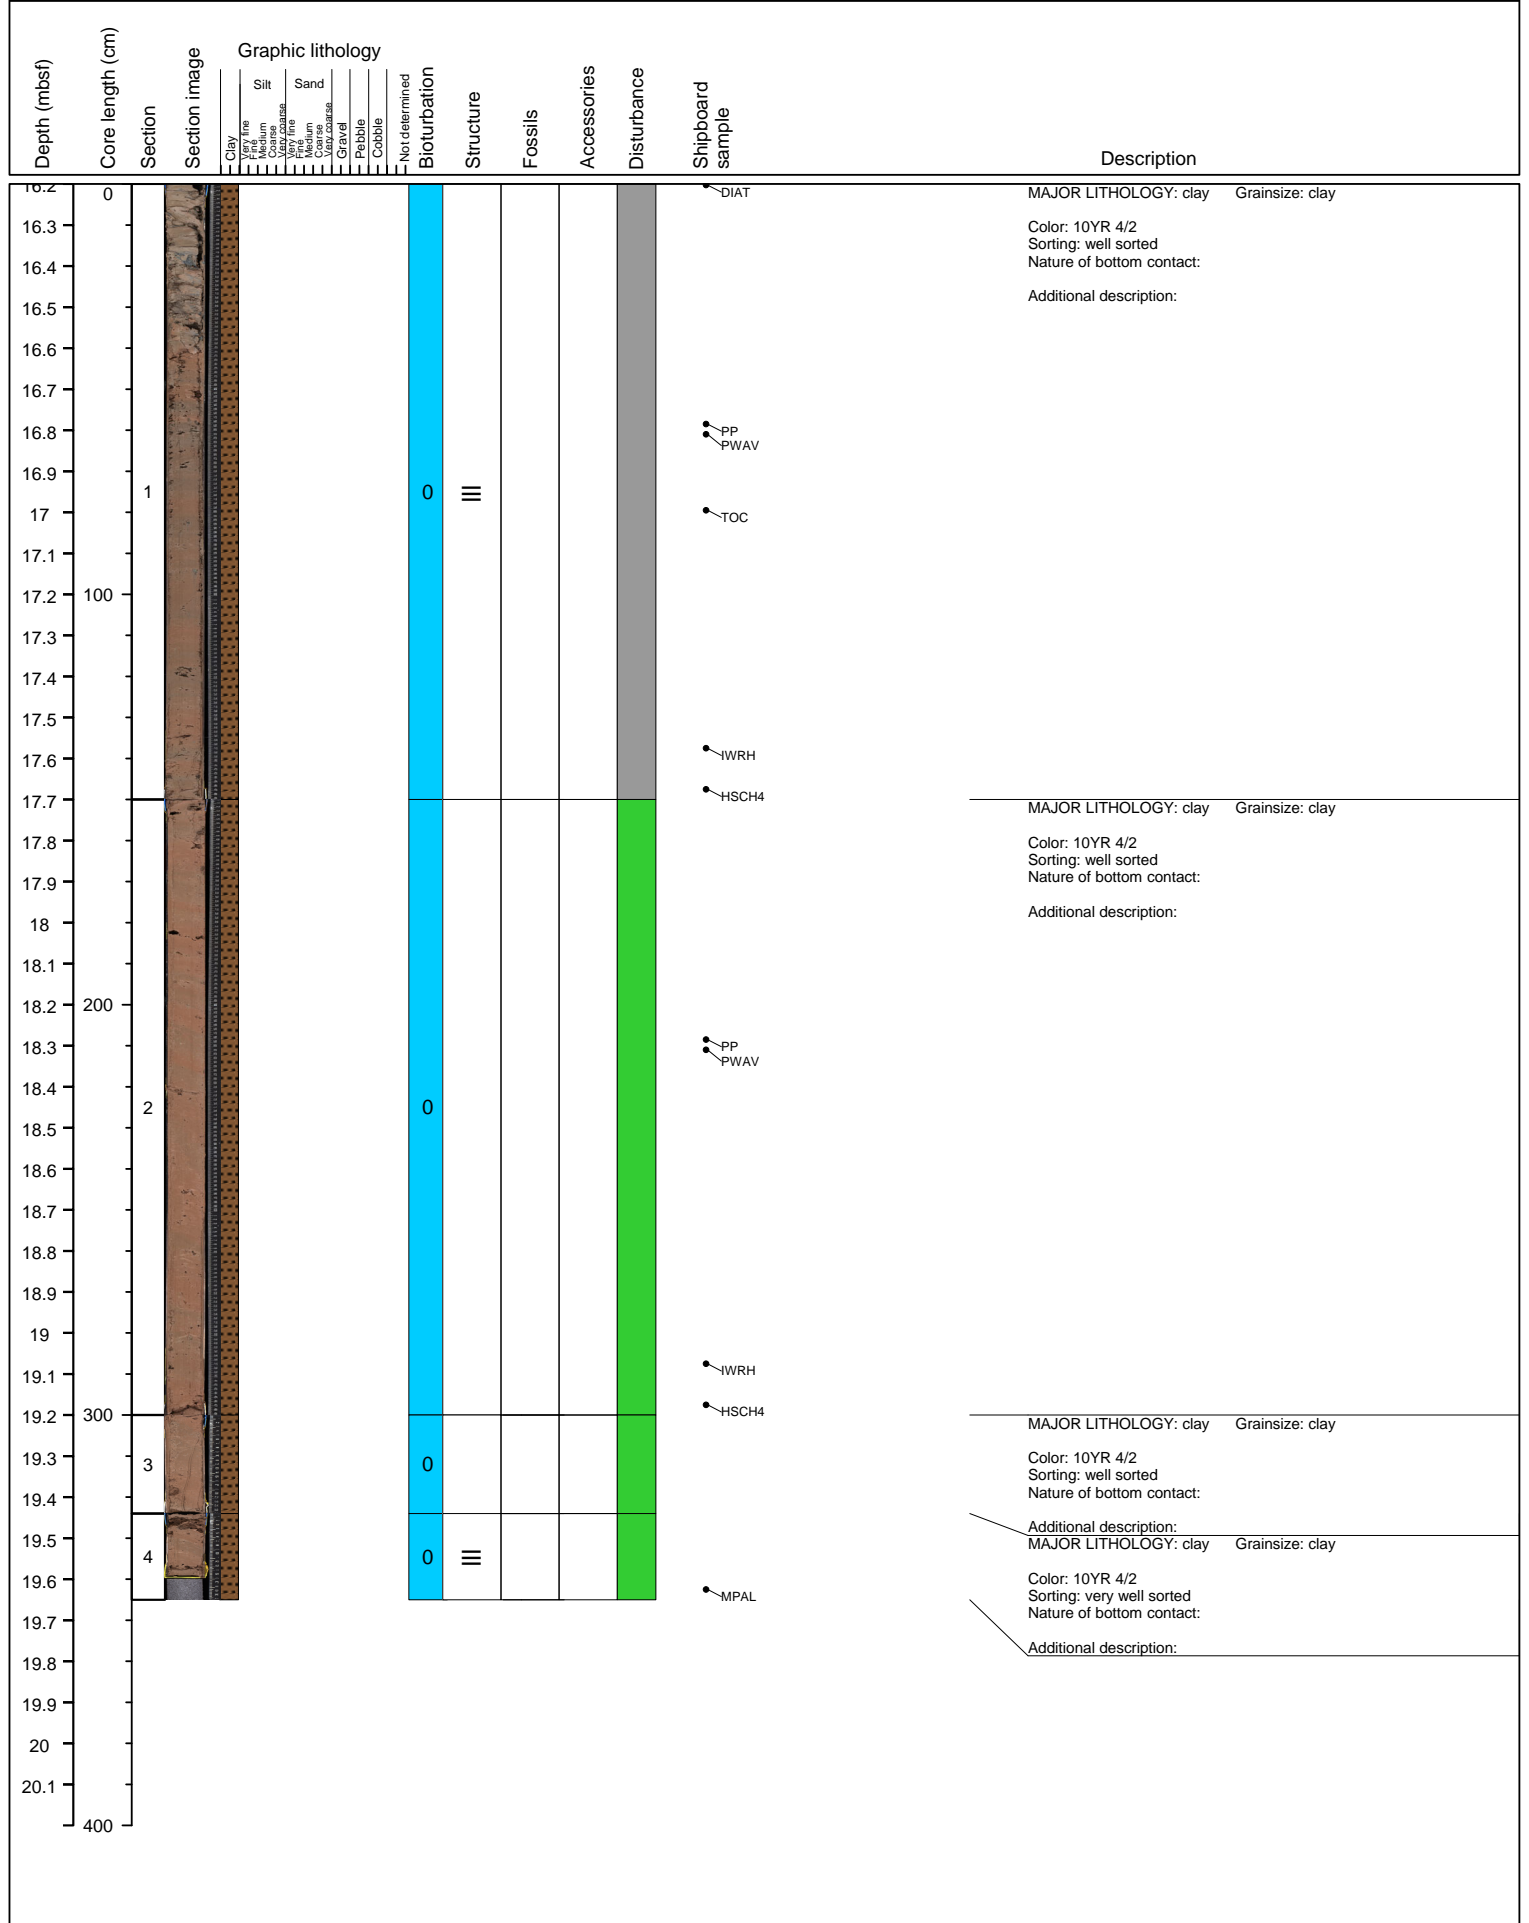 Depth (mbsf)
Core length (cm)
Section
Section image
Graphic lithology
Clay
Silt
Very fine
Fine
Medium
Coarse
Very coarse
Sand
Very fine
Fine
Medium
Coarse
Very coarse
Gravel
Pebble
Cobble
Not determined
Bioturbation
Structure
Fossils
Accessories
Disturbance
Shipboard
sample
Description
16.2
16.3
16.4
16.5
16.6
16.7
16.8
16.9
17
17.1
17.2
17.3
17.4
17.5
17.6
17.7
17.8
17.9
18
18.1
18.2
18.3
18.4
18.5
18.6
18.7
18.8
18.9
19
19.1
19.2
19.3
19.4
19.5
19.6
19.7
19.8
19.9
20
20.1
0
100
200
300
400
1
2
3
4
0
0
0
0
DIAT
PP
PWAV
TOC
IWRH
HSCH4
PP
PWAV
IWRH
HSCH4
MPAL
MAJOR LITHOLOGY: clay Grainsize: clay
Color: 10YR 4/2
Sorting: well sorted
Nature of bottom contact:
Additional description:
MAJOR LITHOLOGY: clay Grainsize: clay
Color: 10YR 4/2
Sorting: well sorted
Nature of bottom contact:
Additional description:
MAJOR LITHOLOGY: clay Grainsize: clay
Color: 10YR 4/2
Sorting: well sorted
Nature of bottom contact:
Additional description:
MAJOR LITHOLOGY: clay Grainsize: clay
Color: 10YR 4/2
Sorting: very well sorted
Nature of bottom contact:
Additional description: